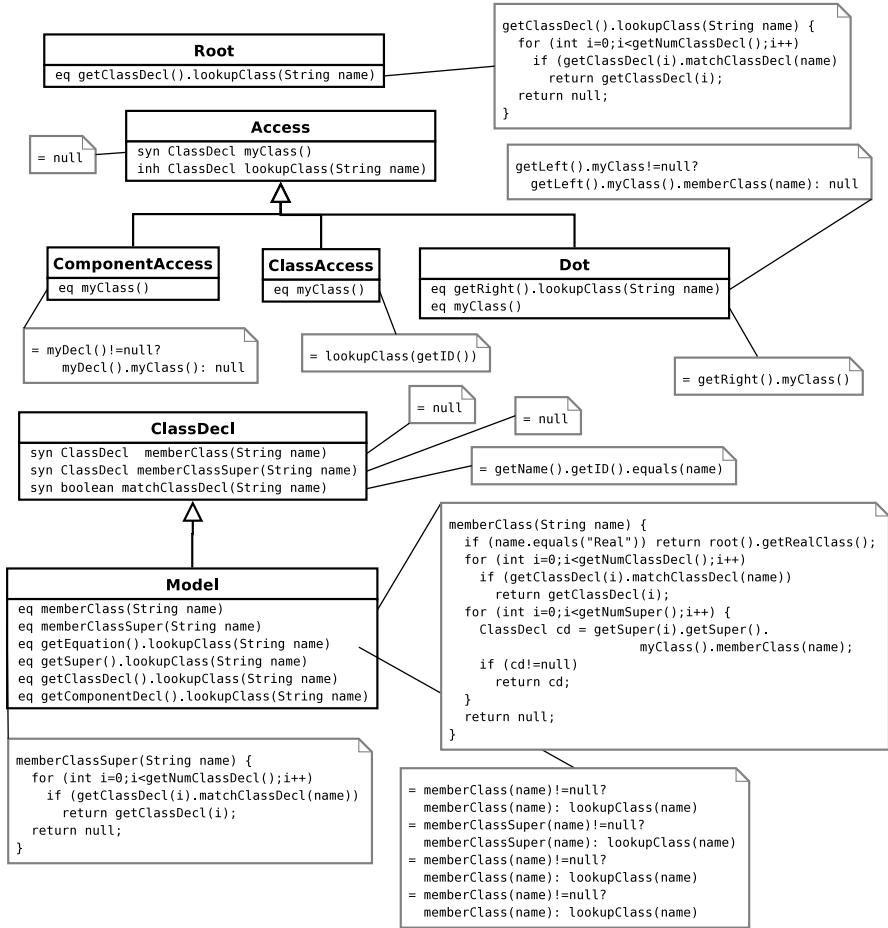 Root
eq getClassDecl().lookupClass(String name)
getClassDecl().lookupClass(String name) {
for (int i=0;i<getNumClassDecl();i++)
if (getClassDecl(i).matchClassDecl(name)
return getClassDecl(i);
return null;
}
Access
syn ClassDecl myClass()
inh ClassDecl lookupClass(String name)
= null
getLeft().myClass!=null?
getLeft().myClass().memberClass(name): null
ComponentAccess
eq myClass()
ClassAccess
eq myClass()
Dot
eq getRight().lookupClass(String name)
eq myClass()
= myDecl()!=null?
myDecl().myClass(): null
= lookupClass(getID())
= getRight().myClass()
ClassDecl
syn ClassDecl  memberClass(String name)
syn ClassDecl memberClassSuper(String name)
syn boolean matchClassDecl(String name)
= null
= null
= getName().getID().equals(name)
Model
eq memberClass(String name)
eq memberClassSuper(String name)
eq getEquation().lookupClass(String name)
eq getSuper().lookupClass(String name)
eq getClassDecl().lookupClass(String name)
eq getComponentDecl().lookupClass(String name)
memberClass(String name) {
if (name.equals("Real")) return root().getRealClass();
for (int i=0;i<getNumClassDecl();i++)
if (getClassDecl(i).matchClassDecl(name))
return getClassDecl(i);
for (int i=0;i<getNumSuper();i++) {
ClassDecl cd = getSuper(i).getSuper().
myClass().memberClass(name);
if (cd!=null)
return cd;
}
return null;
}
memberClassSuper(String name) {
for (int i=0;i<getNumClassDecl();i++)
if (getClassDecl(i).matchClassDecl(name))
return getClassDecl(i);
return null;
}
= memberClass(name)!=null?
memberClass(name): lookupClass(name)
= memberClassSuper(name)!=null?
memberClassSuper(name): lookupClass(name)
= memberClass(name)!=null?
memberClass(name): lookupClass(name)
= memberClass(name)!=null?
memberClass(name): lookupClass(name)